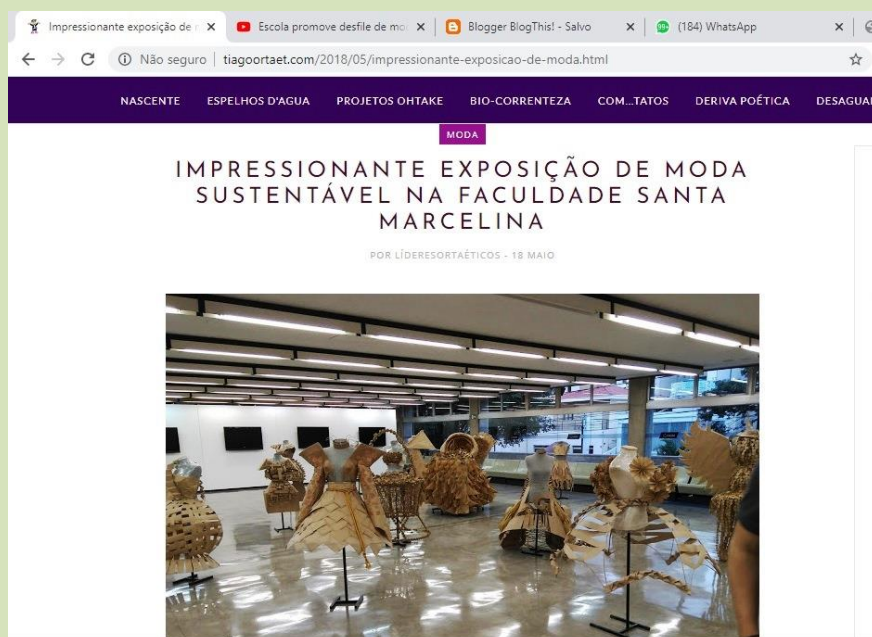 Impressionante exposição de
Escola promove desfile de mo
Blogger BlogThis! - Salvo
99+
(184) WhatsApp
Não seguro
tiagoortaet.com/2018/05/impressionante-exposicao-de-moda.html
NASCENTE
ESPELHOS D'AGUA
PROJETOS OHTAKE
BIO-CORRENTEZA
COM...TATOS
DERIVA POÉTICA
DESAGUA
MODA
IMPRESSIONANTE EXPOSIÇÃO DE MODA
SUSTENTÁVEL NA FACULDADE SANTA
MARCELINA
POR LÍDERESORTAÉTICOS - 18 MAIO